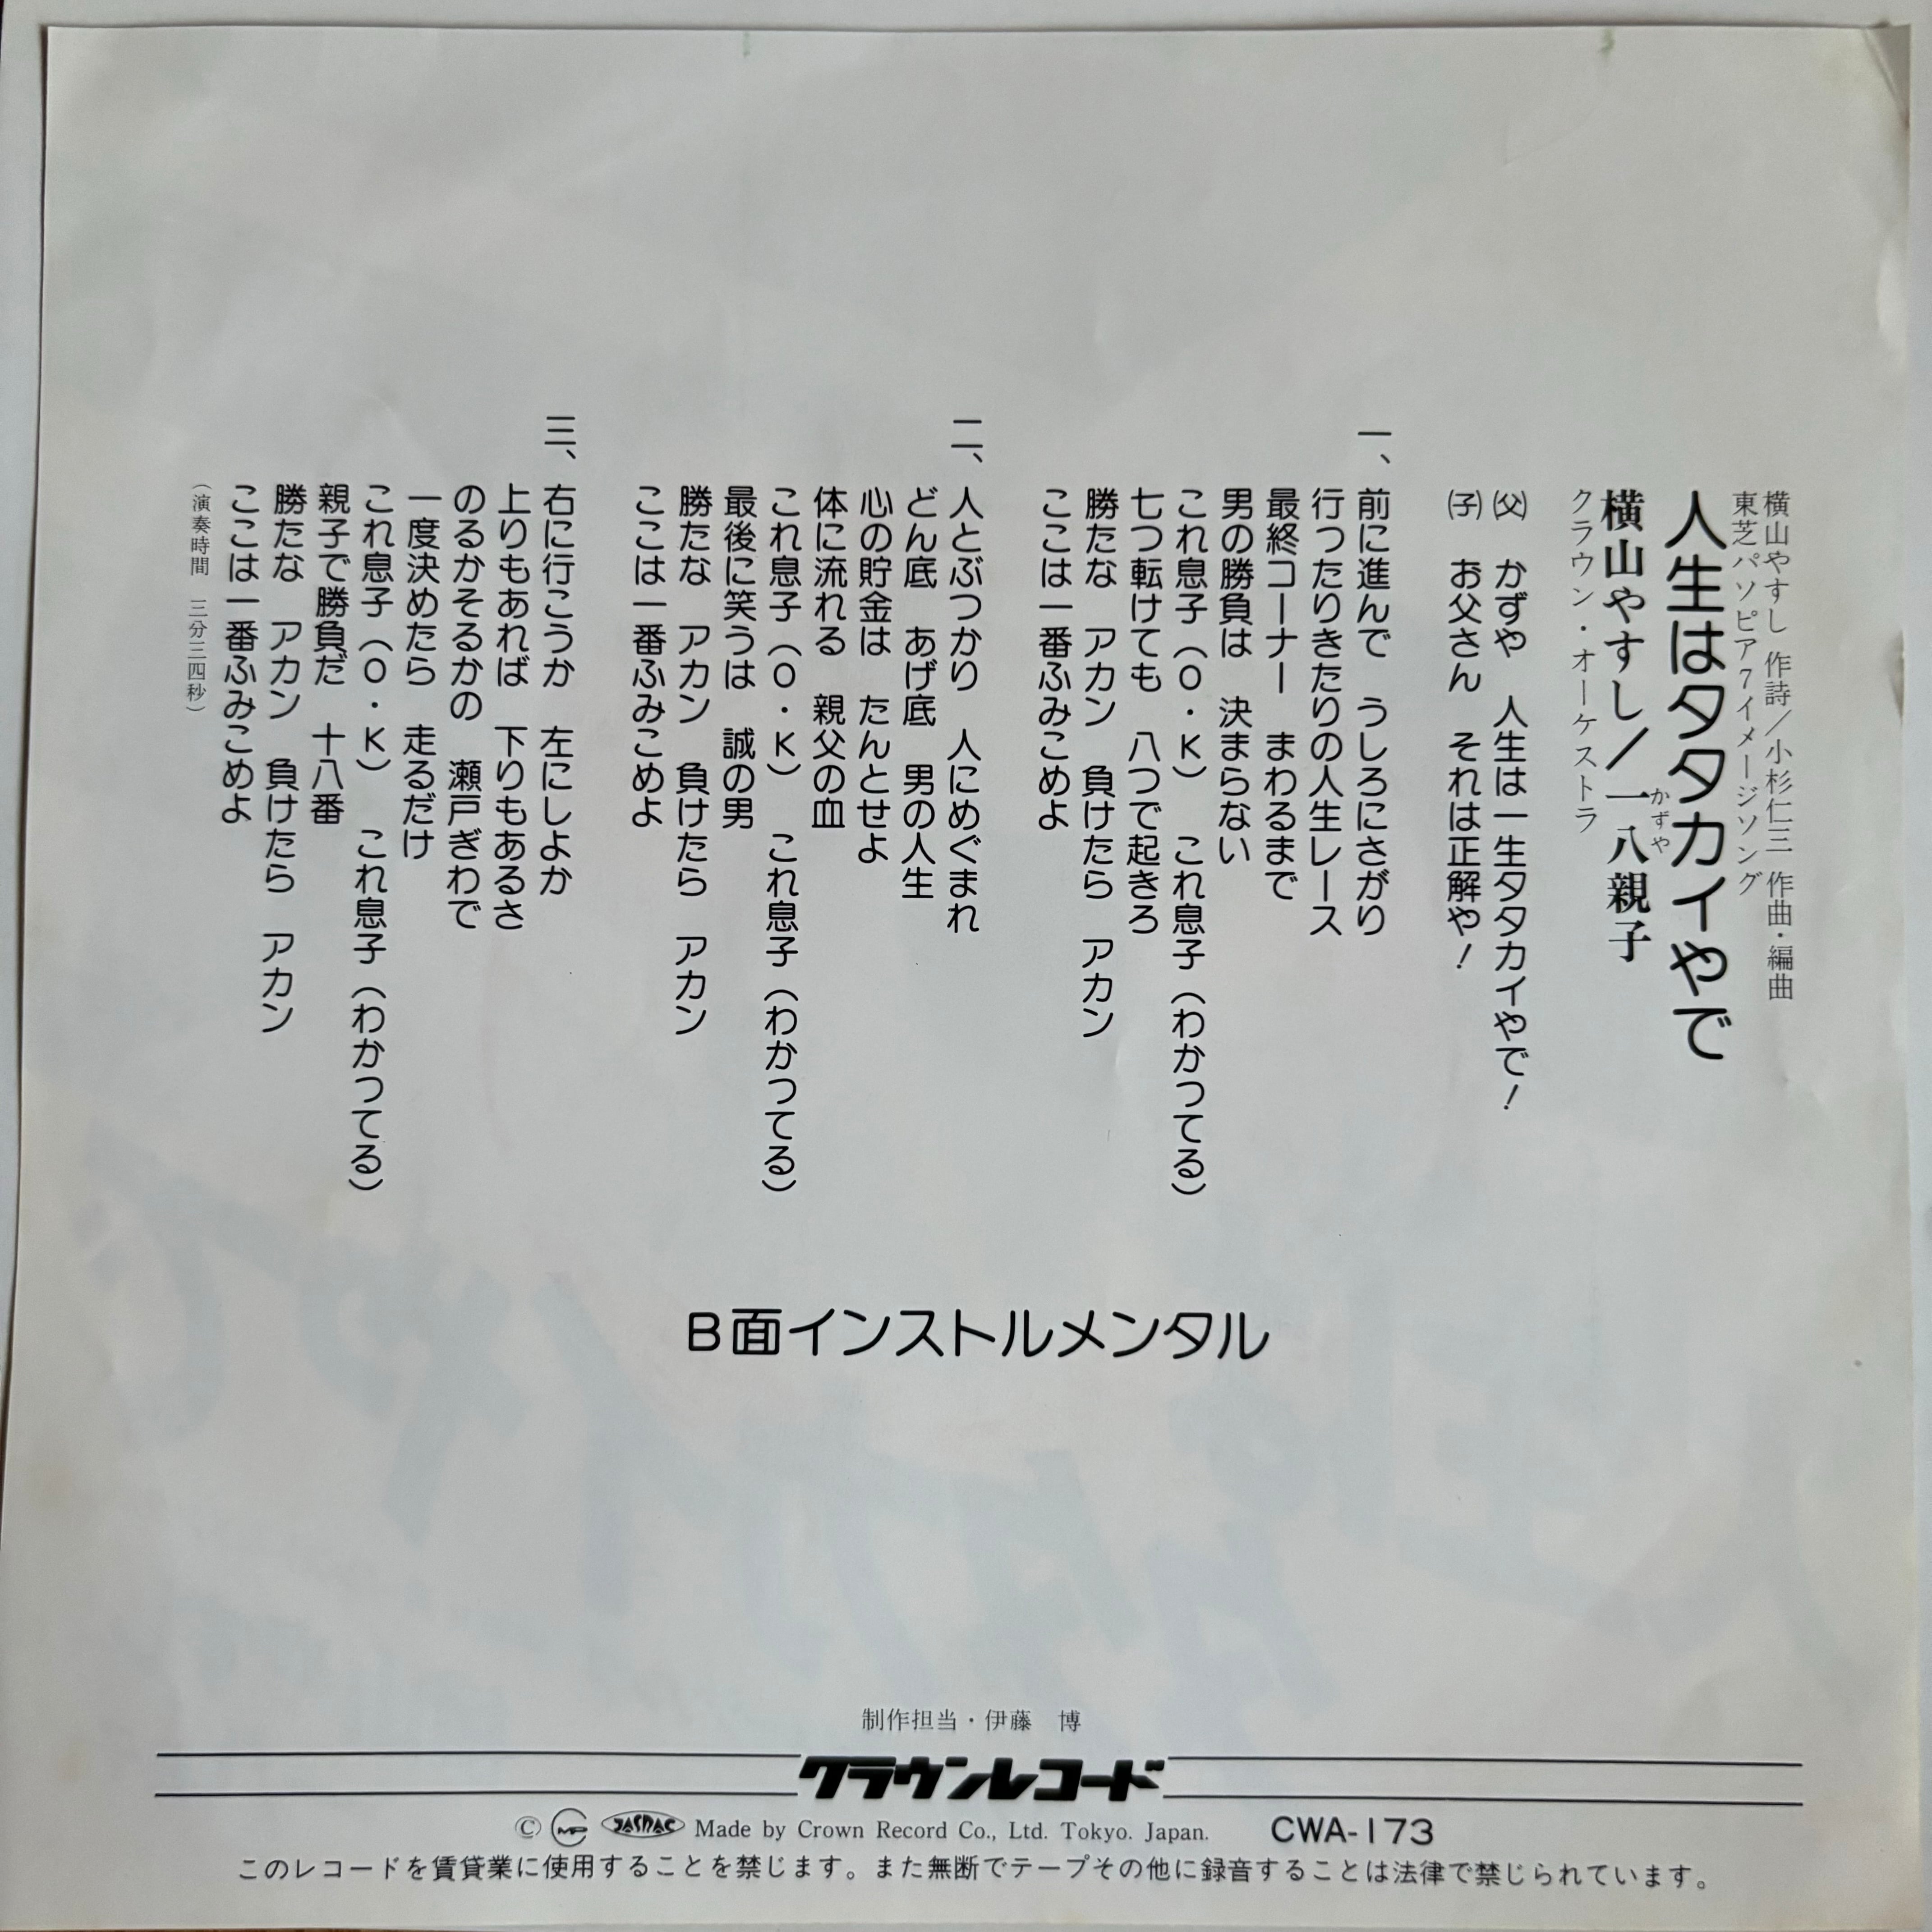 横山やすし 作詩／小杉仁三 作曲・編曲
東芝パソピア7イメージソング
人生はタタカイやで
横山やすし／一八親子
かずや
クラウン・オーケストラ
(父) かずや 人生は一生タタカイやで！
(子) お父さん それは正解や！
一、前に進んで うしろにさがり
行ったりきたりの人生レース
最終コーナー まわるまで
男の勝負は 決まらない
これ息子（O・K） これ息子（わかつてる）
七つ転けても 八つで起きろ
勝たな アカン 負けたら アカン
ここは一番ふみこめよ
二、人とぶつかり 人にめぐまれ
どん底 あげ底 男の人生
心の貯金は たんとせよ
体に流れる 親父の血
これ息子（O・K） これ息子（わかつてる）
最後に笑うは 誠の男
勝たな アカン 負けたら アカン
ここは一番ふみこめよ
三、右に行こうか 左にしよか
上りもあれば 下りもあるさ
のるかそるかの 瀬戸ぎわで
一度決めたら 走るだけ
これ息子（O・K） これ息子（わかつてる）
親子で勝負だ 十八番
勝たな アカン 負けたら アカン
ここは一番ふみこめよ
（演奏時間 三分三四秒）
B面インストルメンタル
制作担当・伊藤 博
クラウンレコード
© JASRAC Made by Crown Record Co., Ltd. Tokyo. Japan. CWA-173
このレコードを賃貸業に使用することを禁じます。また無断でテープその他に録音することは法律で禁じられています。